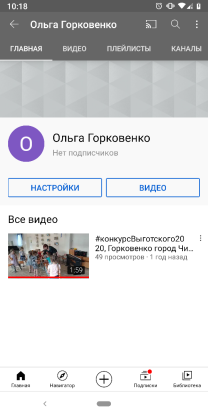 10:18
Ольга Горковенко
ГЛАВНАЯ ВИДЕО ПЛЕЙЛИСТЫ КАНАЛЫ
О
Ольга Горковенко
Нет подписчиков
НАСТРОЙКИ ВИДЕО
Все видео
#конкурсВыготского20
20, Горковенко город Чи...
49 просмотров · 1 год назад
1:59
Главная Навигатор Подписки Библиотека